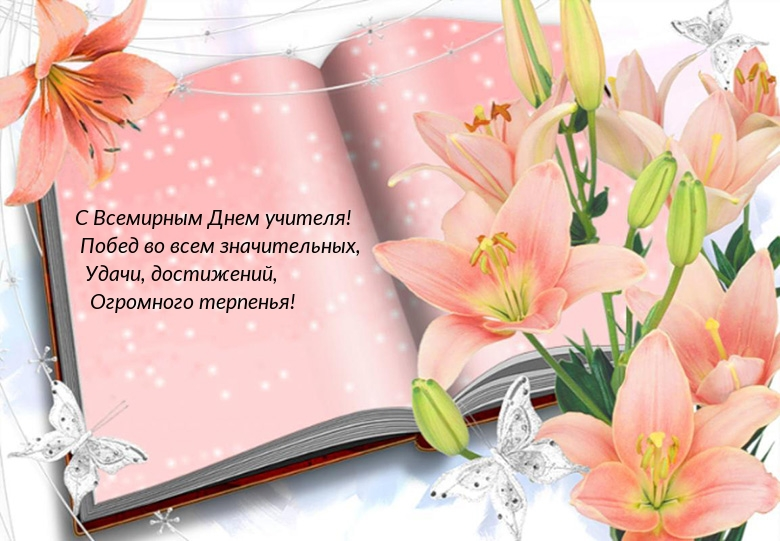 С Всемирным Днем учителя!
Побед во всем значительных,
Удачи, достижений,
Огромного терпенья!